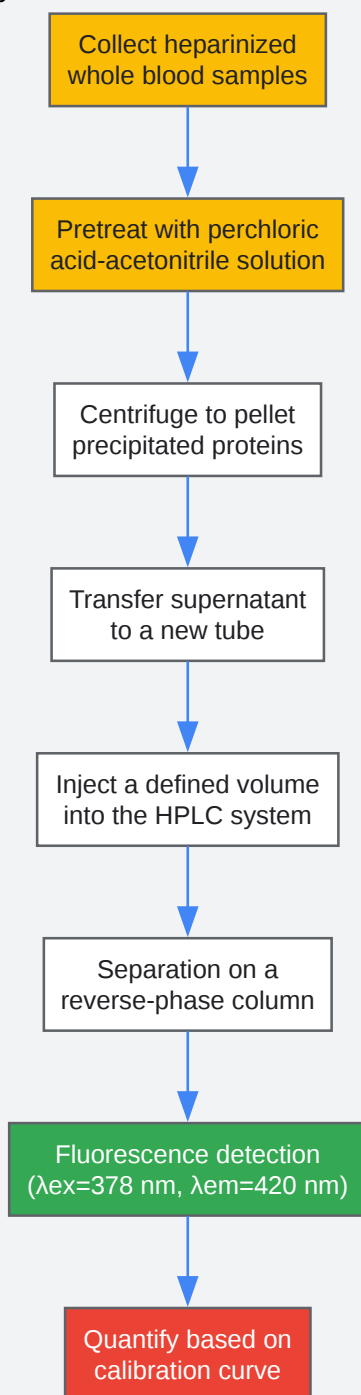 Collect heparinized
whole blood samples
Pretreat with perchloric
acid-acetonitrile solution
Centrifuge to pellet
precipitated proteins
Transfer supernatant
to a new tube
Inject a defined volume
into the HPLC system
Separation on a
reverse-phase column
Fluorescence detection
(λex=378 nm, λem=420 nm)
Quantify based on
calibration curve